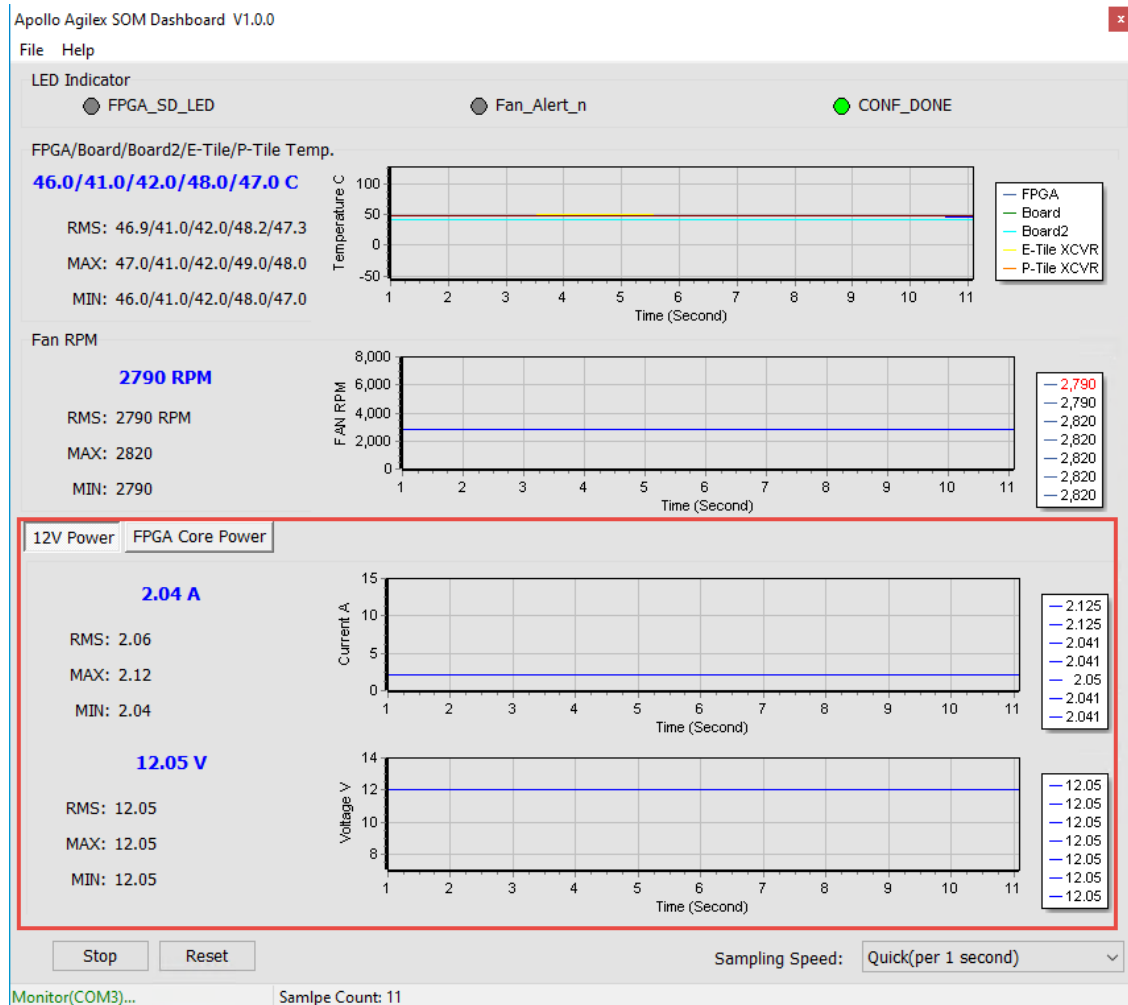 Apollo Agilex SOM Dashboard V1.0.0
x
File Help
LED Indicator
FPGA_SD_LED Fan_Alert_n CONF_DONE
FPGA/Board/Board2/E-Tile/P-Tile Temp.
46.0/41.0/42.0/48.0/47.0 C
RMS: 46.9/41.0/42.0/48.2/47.3
MAX: 47.0/41.0/42.0/49.0/48.0
MIN: 46.0/41.0/42.0/48.0/47.0
Temperature C
100
50
0
-50
1 2 3 4 5 6 7 8 9 10 11
Time (Second)
FPGA
Board
Board2
E-Tile XCVR
P-Tile XCVR
Fan RPM
2790 RPM
RMS: 2790 RPM
MAX: 2820
MIN: 2790
FAN RPM
8,000
6,000
4,000
2,000
0
1 2 3 4 5 6 7 8 9 10 11
Time (Second)
2,790
2,790
2,820
2,820
2,820
2,820
2,820
12V Power FPGA Core Power
2.04 A
RMS: 2.06
MAX: 2.12
MIN: 2.04
Current A
15
10
5
0
1 2 3 4 5 6 7 8 9 10 11
Time (Second)
2.125
2.125
2.041
2.041
2.05
2.041
2.041
12.05 V
RMS: 12.05
MAX: 12.05
MIN: 12.05
Voltage V
14
12
10
8
1 2 3 4 5 6 7 8 9 10 11
Time (Second)
12.05
12.05
12.05
12.05
12.05
12.05
12.05
Stop Reset Sampling Speed: Quick(per 1 second)
Monitor(COM3)... Samlpe Count: 11